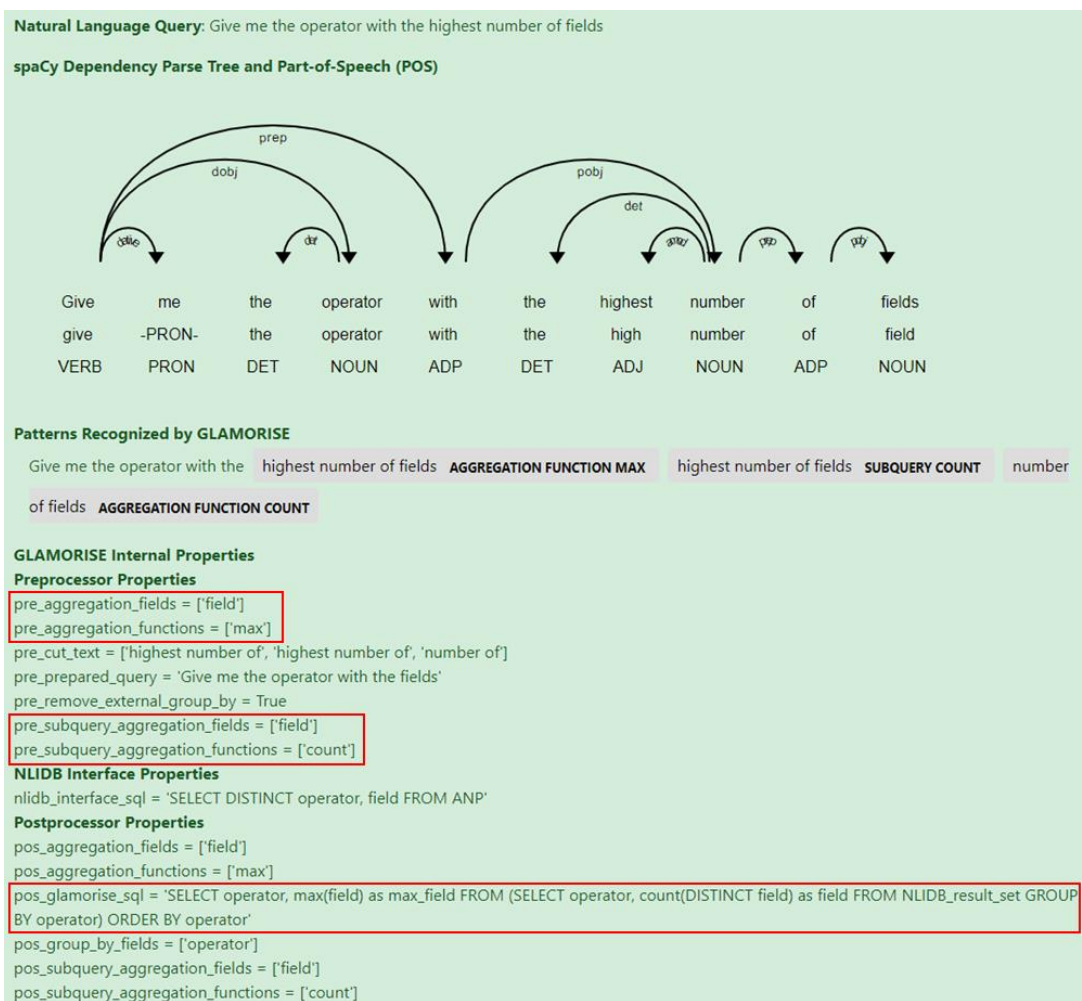 Natural Language Query: Give me the operator with the highest number of fields
spaCy Dependency Parse Tree and Part-of-Speech (POS)
prep
dobj
pobj
det
dative
det
amod
prep
pobj
Give me the operator with the highest number of fields
give -PRON- the operator with the high number of field
VERB PRON DET NOUN ADP DET ADJ NOUN ADP NOUN
Patterns Recognized by GLAMORISE
Give me the operator with the highest number of fields AGGREGATION FUNCTION MAX highest number of fields SUBQUERY COUNT number
of fields AGGREGATION FUNCTION COUNT
GLAMORISE Internal Properties
Preprocessor Properties
pre_aggregation_fields = ['field']
pre_aggregation_functions = ['max']
pre_cut_text = ['highest number of', 'highest number of', 'number of']
pre_prepared_query = 'Give me the operator with the fields'
pre_remove_external_group_by = True
pre_subquery_aggregation_fields = ['field']
pre_subquery_aggregation_functions = ['count']
NLIDB Interface Properties
nlidb_interface_sql = 'SELECT DISTINCT operator, field FROM ANP'
Postprocessor Properties
pos_aggregation_fields = ['field']
pos_aggregation_functions = ['max']
pos_glamorise_sql = 'SELECT operator, max(field) as max_field FROM (SELECT operator, count(DISTINCT field) as field FROM NLIDB_result_set GROUP
BY operator) ORDER BY operator'
pos_group_by_fields = ['operator']
pos_subquery_aggregation_fields = ['field']
pos_subquery_aggregation_functions = ['count']